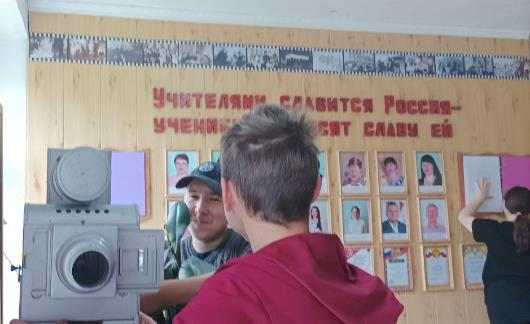 Учителями славится Россия-
славу ей